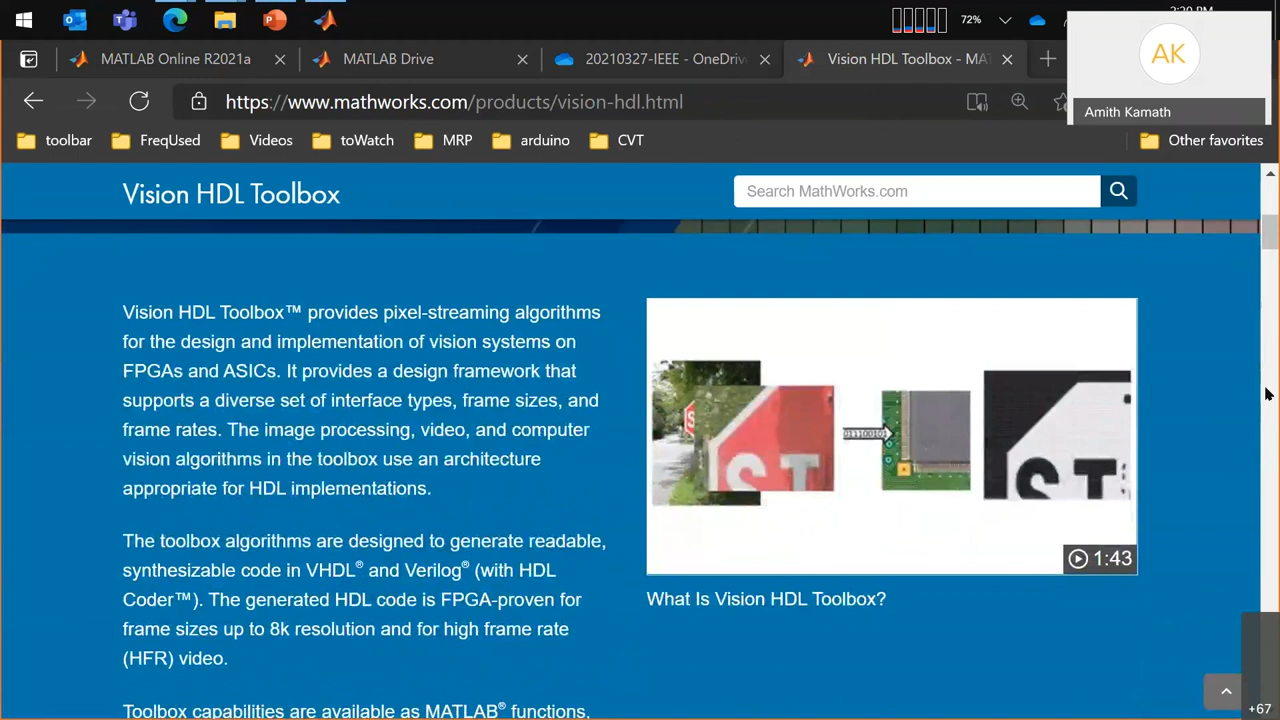 72%
MATLAB Online R2021a
MATLAB Drive
20210327-IEEE - OneDriv
Vision HDL Toolbox - MA
AK
Amith Kamath
https://www.mathworks.com/products/vision-hdl.html
toolbar
FreqUsed
Videos
toWatch
MRP
arduino
CVT
Other favorites
Vision HDL Toolbox
Search MathWorks.com
Vision HDL Toolbox™ provides pixel-streaming algorithms
for the design and implementation of vision systems on
FPGAs and ASICs. It provides a design framework that
supports a diverse set of interface types, frame sizes, and
frame rates. The image processing, video, and computer
vision algorithms in the toolbox use an architecture
appropriate for HDL implementations.
The toolbox algorithms are designed to generate readable,
synthesizable code in VHDL® and Verilog® (with HDL
Coder™). The generated HDL code is FPGA-proven for
frame sizes up to 8k resolution and for high frame rate
(HFR) video.
Toolbox capabilities are available as MATLAB® functions,
ST
ST
1:43
What Is Vision HDL Toolbox?
+67